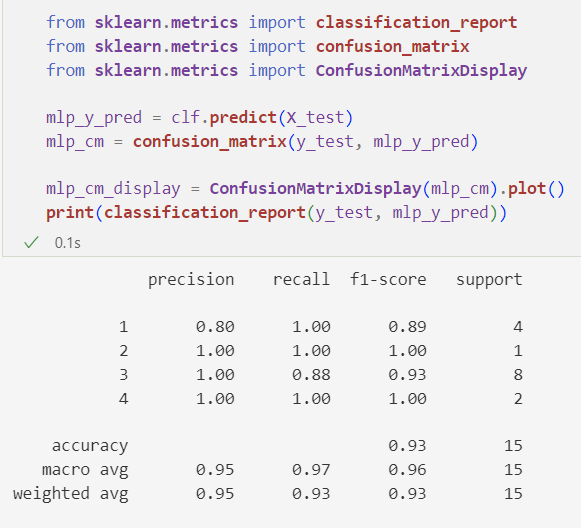 from sklearn.metrics import classification_report
from sklearn.metrics import confusion_matrix
from sklearn.metrics import ConfusionMatrixDisplay
mlp_y_pred = clf.predict(X_test)
mlp_cm = confusion_matrix(y_test, mlp_y_pred)
mlp_cm_display = ConfusionMatrixDisplay(mlp_cm).plot()
print(classification_report(y_test, mlp_y_pred))
✓ 0.1s
precision recall f1-score support
1 0.80 1.00 0.89 4
2 1.00 1.00 1.00 1
3 1.00 0.88 0.93 8
4 1.00 1.00 1.00 2
accuracy 0.93 15
macro avg 0.95 0.97 0.96 15
weighted avg 0.95 0.93 0.93 15